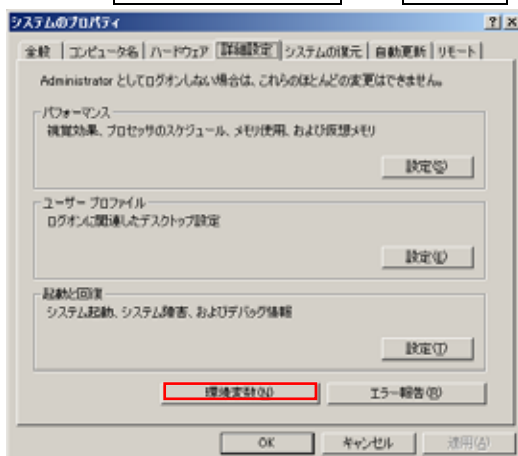 システムのプロパティ
全般 コンピュータ名 ハードウェア 詳細設定 システムの復元 自動更新 リモート
Administrator としてログオンしない場合は、これらのほとんどの変更はできません。
パフォーマンス
視覚効果、プロセッサのスケジュール、メモリ使用、および仮想メモリ
設定(S)
ユーザー プロファイル
ログオンに関連したデスクトップ設定
設定(E)
起動と回復
システム起動、システム障害、およびデバッグ情報
設定(T)
環境変数(N) エラー報告(R)
OK キャンセル 適用(A)